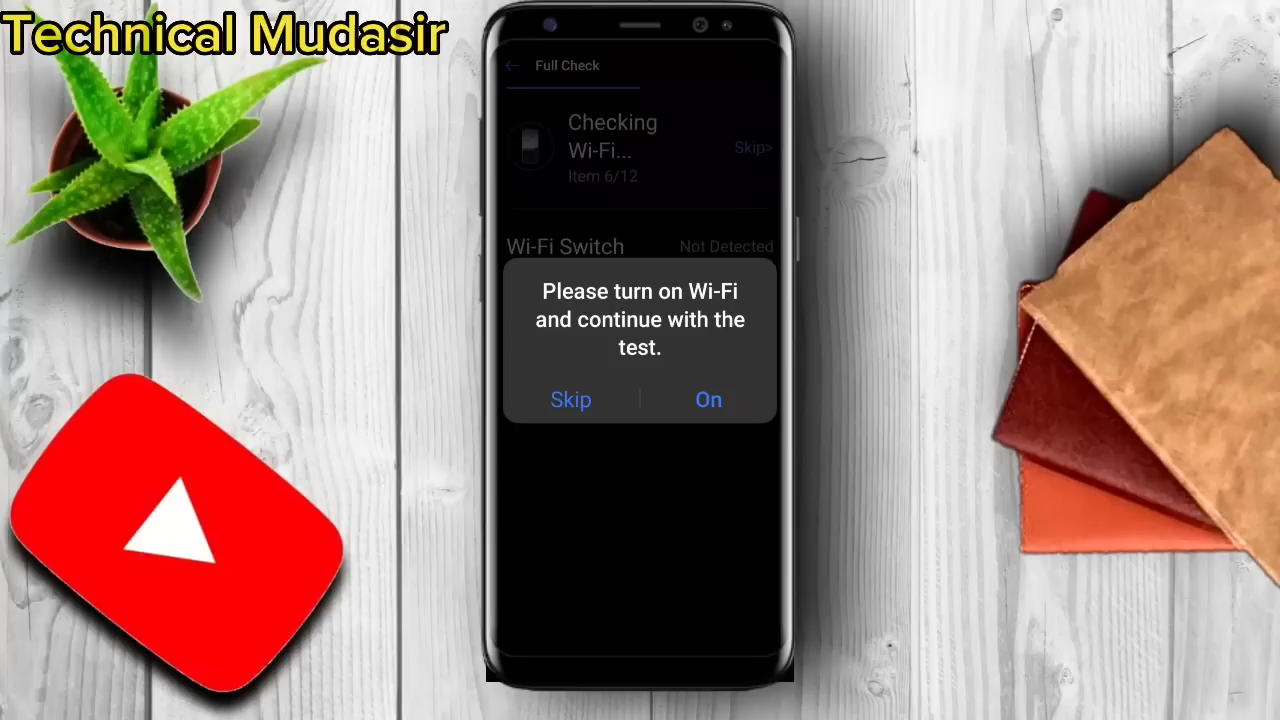 Technical Mudasir
Full Check
Checking
Wi-Fi...
Skip>
Item 6/12
Wi-Fi Switch
Not Detected
Please turn on Wi-Fi
and continue with the
test.
Skip
On